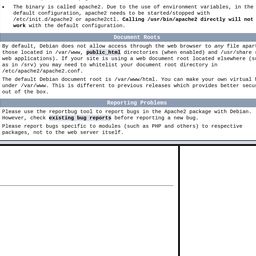 • The binary is called apache2. Due to the use of environment variables, in the
default configuration, apache2 needs to be started/stopped with
/etc/init.d/apache2 or apache2ctl. Calling /usr/bin/apache2 directly will not
work with the default configuration.
Document Roots
By default, Debian does not allow access through the web browser to any file apart
those located in /var/www, public_html directories (when enabled) and /usr/share
web applications). If your site is using a web document root located elsewhere (s
as in /srv) you may need to whitelist your document root directory in
/etc/apache2/apache2.conf.
The default Debian document root is /var/www/html. You can make your own virtual
under /var/www. This is different to previous releases which provides better secu
out of the box.
Reporting Problems
Please use the reportbug tool to report bugs in the Apache2 package with Debian.
However, check existing bug reports before reporting a new bug.
Please report bugs specific to modules (such as PHP and others) to respective
packages, not to the web server itself.